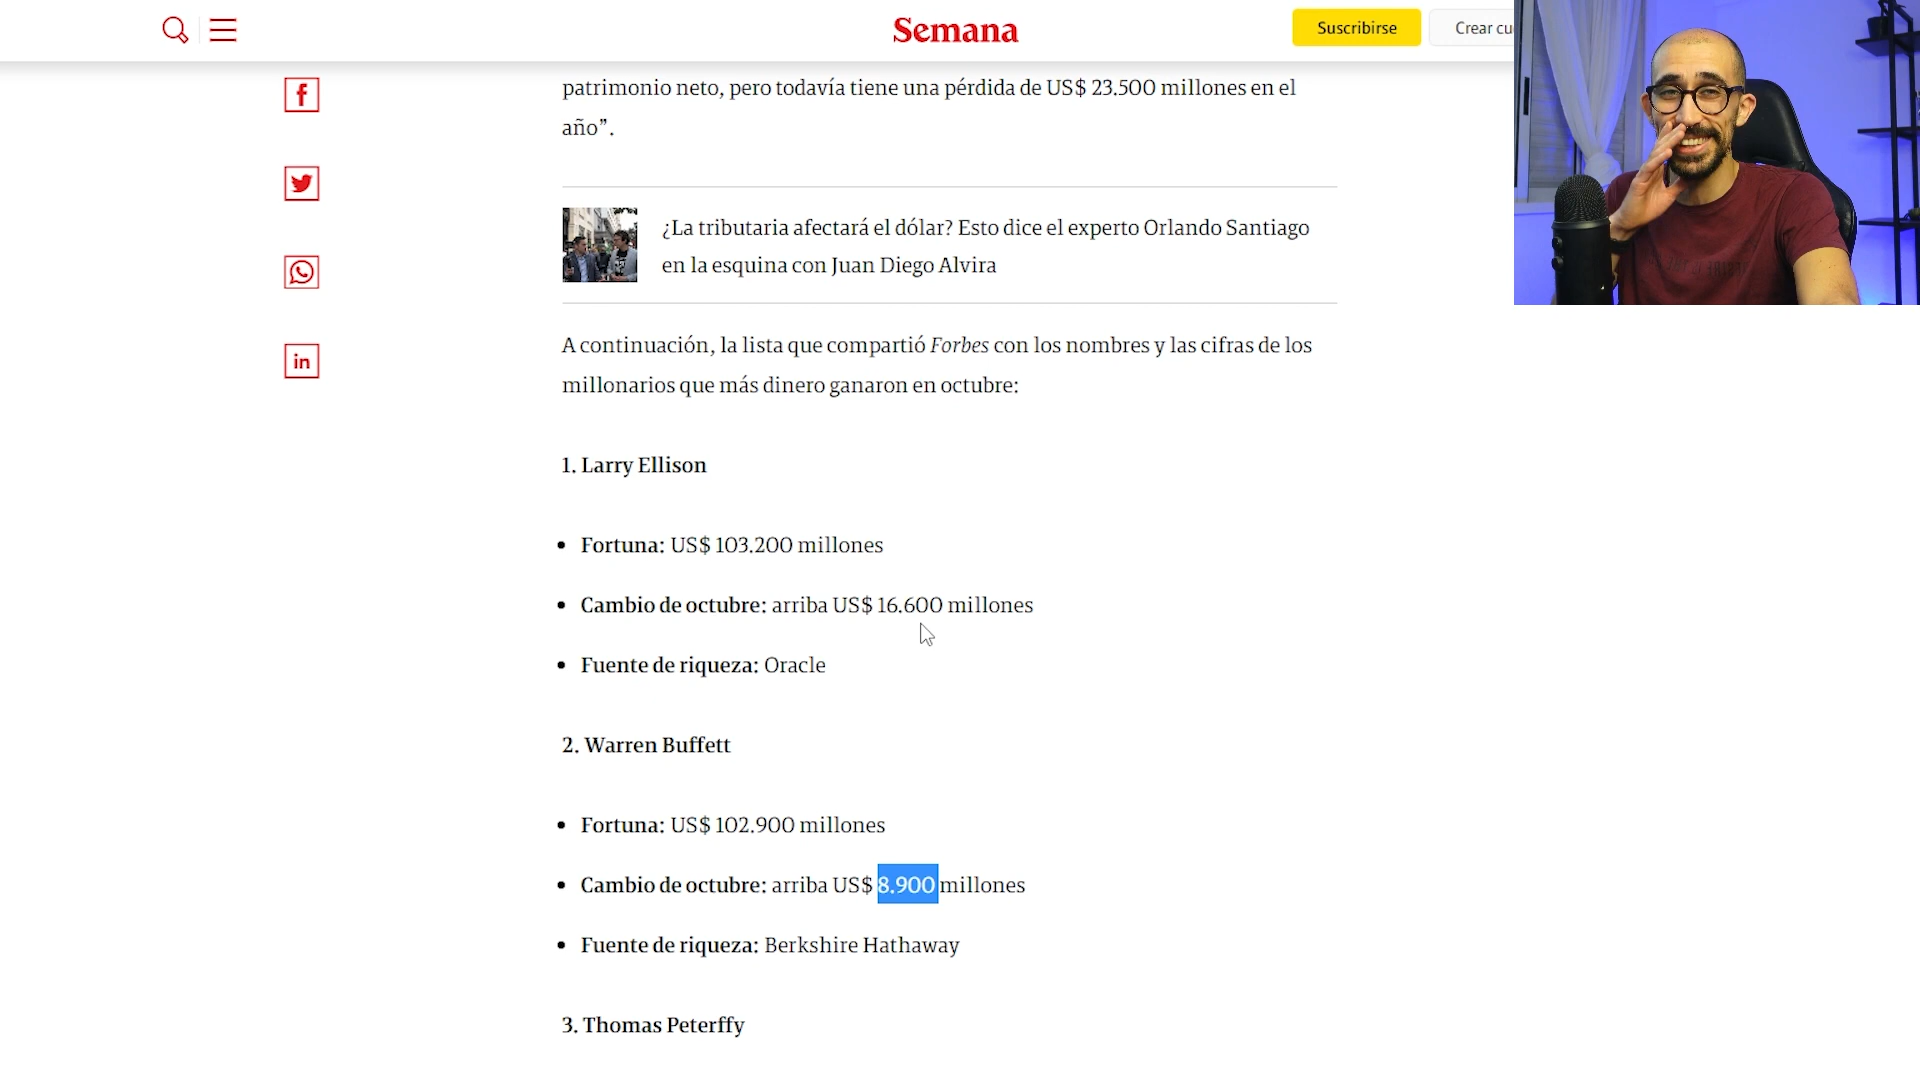 Semana
Suscribirse
Crear cu
patrimonio neto, pero todavía tiene una pérdida de US$ 23.500 millones en el
año”.
¿La tributaria afectará el dólar? Esto dice el experto Orlando Santiago
en la esquina con Juan Diego Alvira
A continuación, la lista que compartió Forbes con los nombres y las cifras de los
millonarios que más dinero ganaron en octubre:
1. Larry Ellison
• Fortuna: US$ 103.200 millones
• Cambio de octubre: arriba US$ 16.600 millones
• Fuente de riqueza: Oracle
2. Warren Buffett
• Fortuna: US$ 102.900 millones
• Cambio de octubre: arriba US$ 8.900 millones
• Fuente de riqueza: Berkshire Hathaway
3. Thomas Peterffy